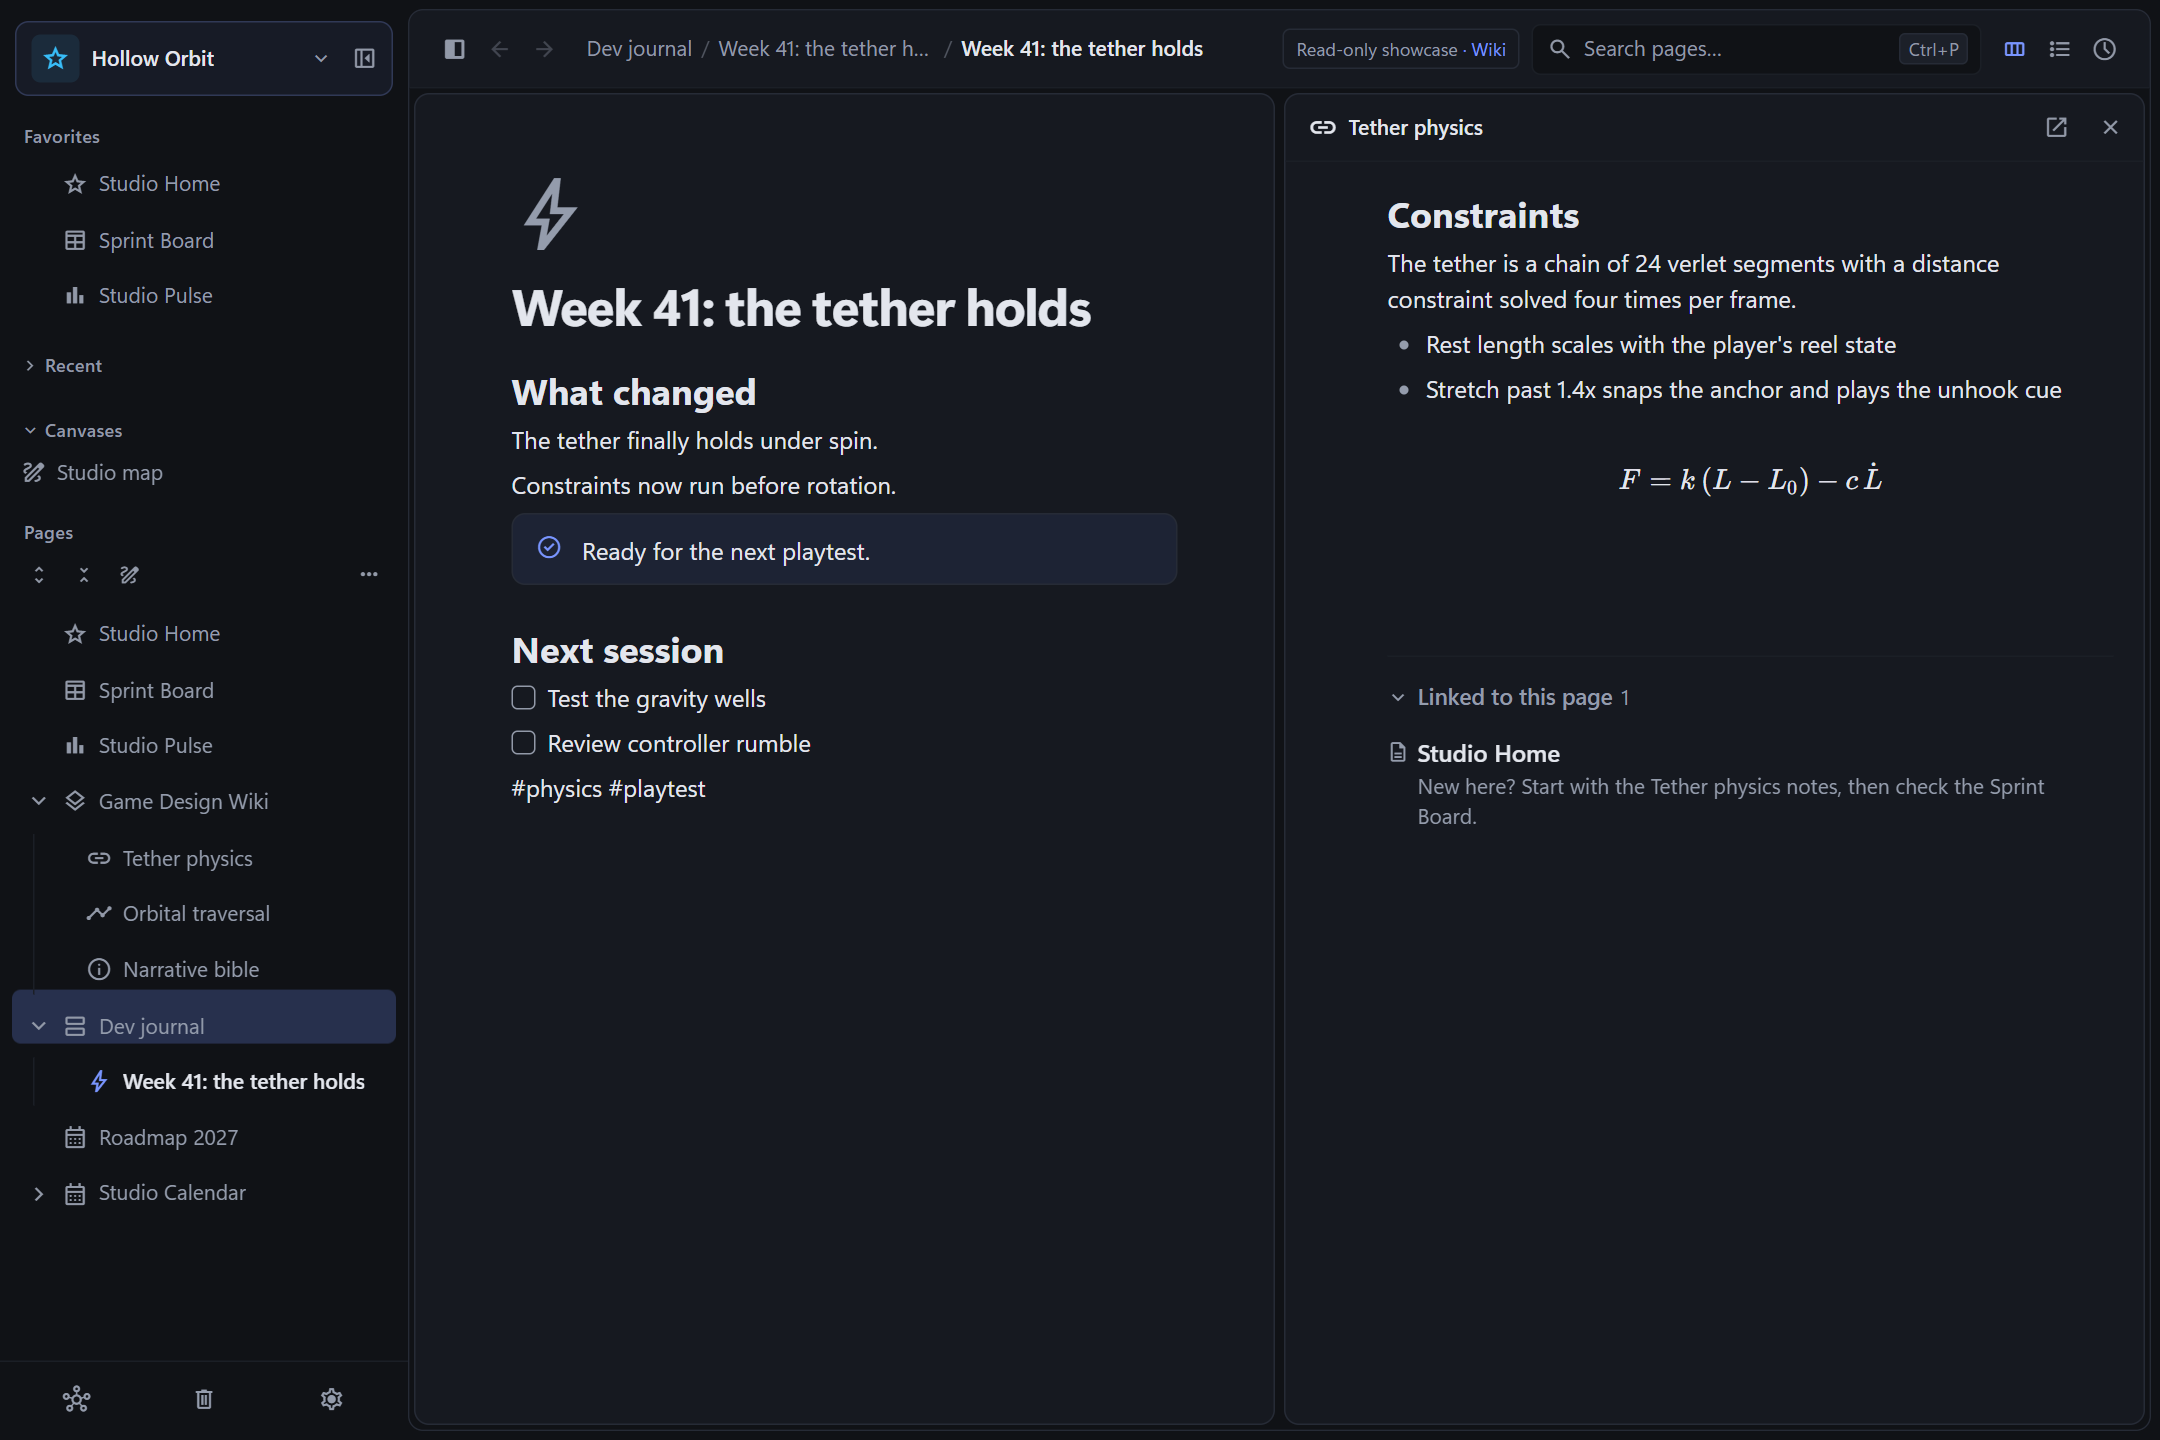 Hollow Orbit
Favorites
Studio Home
Sprint Board
Studio Pulse
Recent
Canvases
Studio map
Pages
Studio Home
Sprint Board
Studio Pulse
Game Design Wiki
Tether physics
Orbital traversal
Narrative bible
Dev journal
Week 41: the tether holds
Roadmap 2027
Studio Calendar
Dev journal / Week 41: the tether h... / Week 41: the tether holds
Read-only showcase · Wiki
Search pages...
Ctrl+P
Week 41: the tether holds
What changed
The tether finally holds under spin.
Constraints now run before rotation.
Ready for the next playtest.
Next session
Test the gravity wells
Review controller rumble
#physics #playtest
Tether physics
Constraints
The tether is a chain of 24 verlet segments with a distance
constraint solved four times per frame.
Rest length scales with the player's reel state
Stretch past 1.4x snaps the anchor and plays the unhook cue
F = k (L − L₀) − c L̇
Linked to this page 1
Studio Home
New here? Start with the Tether physics notes, then check the Sprint
Board.